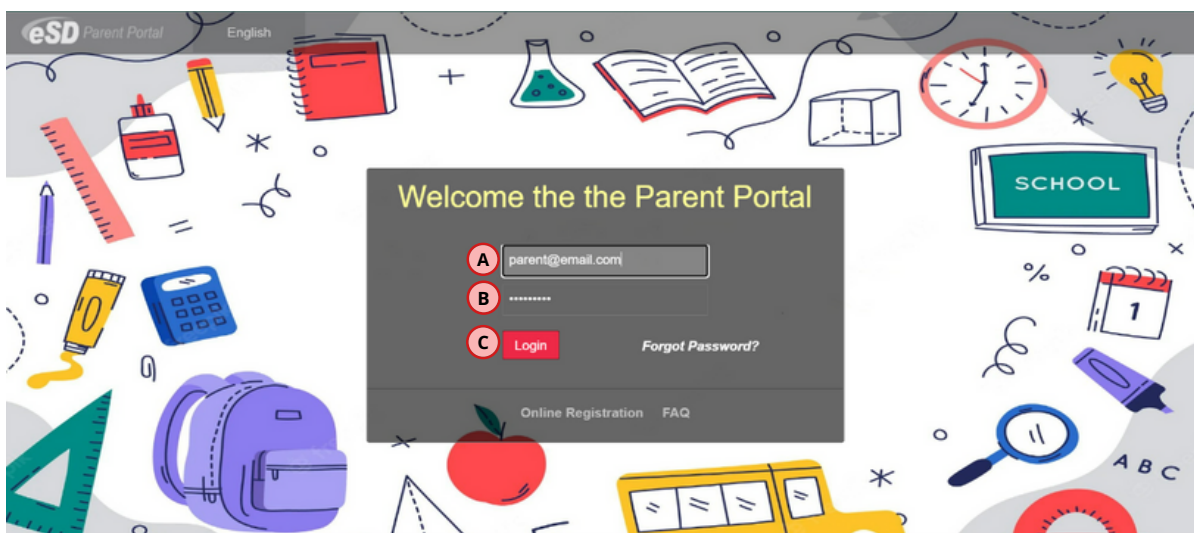 eSD Parent Portal English
SCHOOL
Welcome the the Parent Portal
A parent@email.com
B •••••••••
C Login Forgot Password?
%
1
Online Registration FAQ
A B C